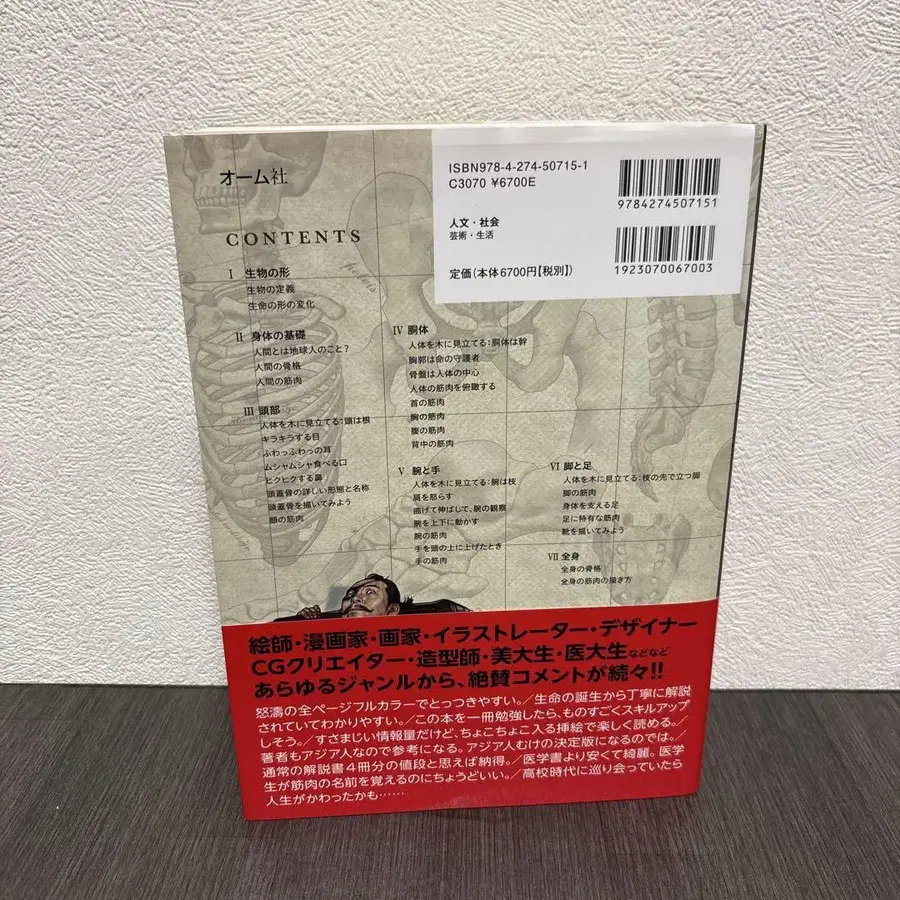 オーム社
ISBN978-4-274-50715-1
C3070 ¥6700E
人文・社会
芸術・生活
定価(本体6700円【税別】)
9784274507151
1923070067003
CONTENTS
pelvis
I 生物の形
生物の定義
生命の形の変化
II 身体の基礎
人間とは地球人のこと?
人間の骨格
人間の筋肉
III 頭部
人体を木に見立てる:頭は根
キラキラする目
ふわっふわっの耳
ムシャムシャ食べる口
ヒクヒクする鼻
頭蓋骨の詳しい形態と名称
頭蓋骨を描いてみよう
顔の筋肉
IV 胴体
人体を木に見立てる:胴体は幹
胸郭は命の守護者
骨盤は人体の中心
人体の筋肉を俯瞰する
首の筋肉
胸の筋肉
腹の筋肉
背中の筋肉
V 腕と手
人体を木に見立てる:腕は枝
肩を怒らす
曲げて伸ばして、腕の観察
腕を上下に動かす
腕の筋肉
手を頭の上に上げたとき
手の筋肉
VI 脚と足
人体を木に見立てる:枝の先で立つ脚
脚の筋肉
身体を支える足
足に特有な筋肉
靴を描いてみよう
VII 全身
全身の骨格
全身の筋肉の描き方
絵師・漫画家・画家・イラストレーター・デザイナー
CGクリエイター・造型師・美大生・医大生などなど
あらゆるジャンルから、絶賛コメントが続々!!
怒濤の全ページフルカラーでとっつきやすい。/生命の誕生から丁寧に解説
されていてわかりやすい。/この本を一冊勉強したら、ものすごくスキルアップ
しそう。/すさまじい情報量だけど、ちょこちょこ入る挿絵で楽しく読める。/
著者もアジア人なので参考になる。アジア人むけの決定版になるのでは。/
通常の解説書4冊分の値段と思えば納得。/医学書より安くて綺麗。医学
生が筋肉の名前を覚えるのにちょうどいい。/高校時代に巡り会っていたら
人生がかわったかも……